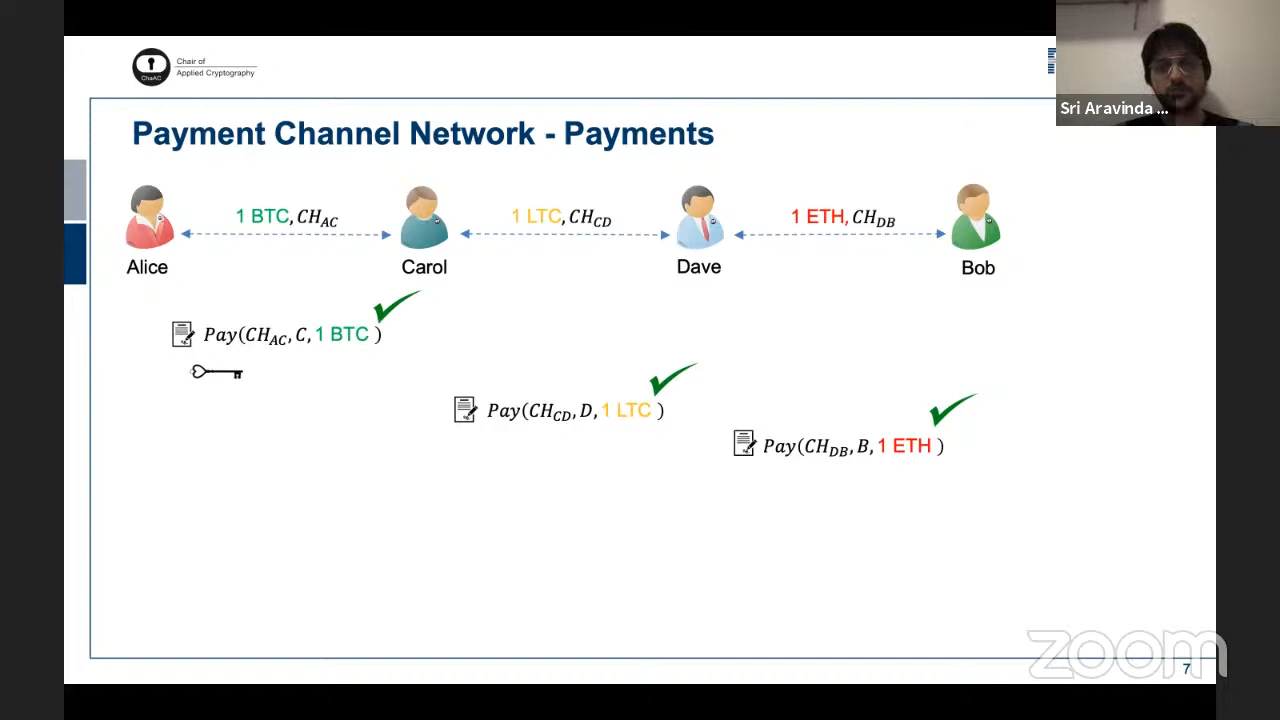 Chair of
Applied Cryptography
ChaAC
Sri Aravinda ...
Payment Channel Network - Payments
1 BTC, CH_AC
1 LTC, CH_CD
1 ETH, CH_DB
Alice
Carol
Dave
Bob
Pay(CH_AC, C, 1 BTC )
Pay(CH_CD, D, 1 LTC )
Pay(CH_DB, B, 1 ETH )
zoom
7